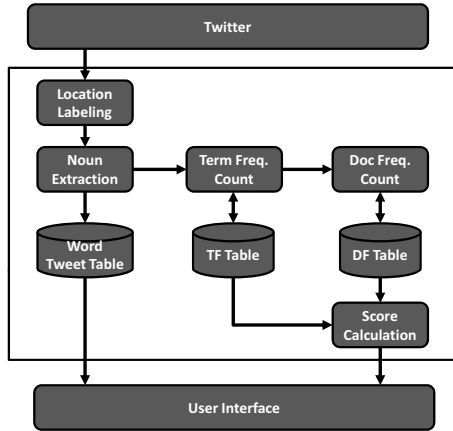 Twitter
Location
Labeling
Noun
Extraction
Term Freq.
Count
Doc Freq.
Count
Word
Tweet Table
TF Table
DF Table
Score
Calculation
User Interface